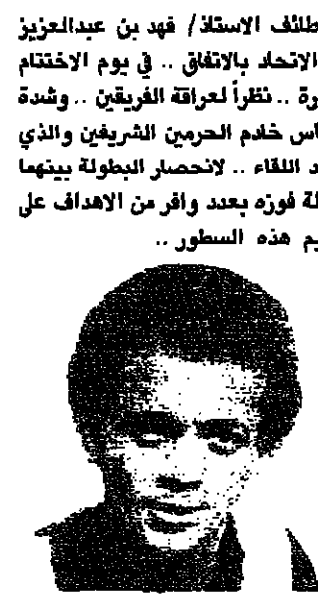 طائف الاستاذ/ فهد بن عبدالعزيز
الاتحاد بالاتفاق .. في يوم الاختتام
رة .. نظراً لعراقة الفريقين .. وشدة
اس خادم الحرمين الشريفين والذي
د اللقاء .. لانحصار البطولة بينهما
لة فوزه بعدد وافر من الاهداف على
يم هذه السطور ..